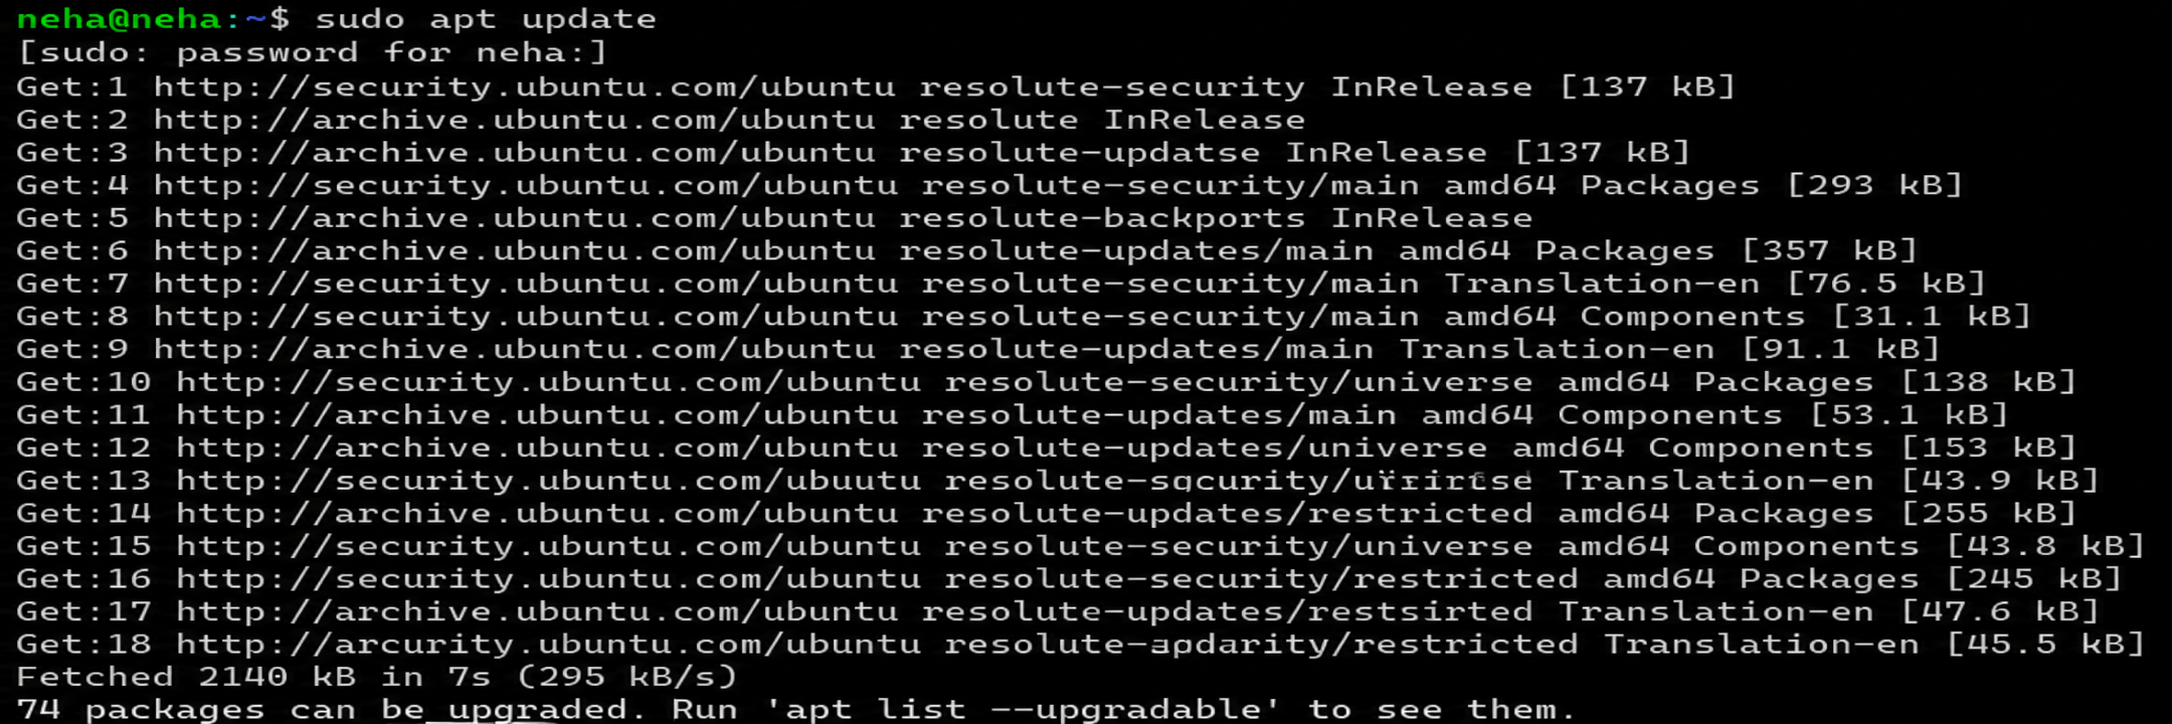 neha@neha:~$ sudo apt update
[sudo: password for neha:]
Get:1 http://security.ubuntu.com/ubuntu resolute-security InRelease [137 kB]
Get:2 http://archive.ubuntu.com/ubuntu resolute InRelease
Get:3 http://archive.ubuntu.com/ubuntu resolute-updatse InRelease [137 kB]
Get:4 http://security.ubuntu.com/ubuntu resolute-security/main amd64 Packages [293 kB]
Get:5 http://archive.ubuntu.com/ubuntu resolute-backports InRelease
Get:6 http://archive.ubuntu.com/ubuntu resolute-updates/main amd64 Packages [357 kB]
Get:7 http://security.ubuntu.com/ubuntu resolute-security/main Translation-en [76.5 kB]
Get:8 http://security.ubuntu.com/ubuntu resolute-security/main amd64 Components [31.1 kB]
Get:9 http://archive.ubuntu.com/ubuntu resolute-updates/main Translation-en [91.1 kB]
Get:10 http://security.ubuntu.com/ubuntu resolute-security/universe amd64 Packages [138 kB]
Get:11 http://archive.ubuntu.com/ubuntu resolute-updates/main amd64 Components [53.1 kB]
Get:12 http://archive.ubuntu.com/ubuntu resolute-updates/universe amd64 Components [153 kB]
Get:13 http://security.ubuntu.com/ubuutu Translation-en [43.9 kB]
Get:14 http://archive.ubuntu.com/ubuntu resolute-updates/restricted amd64 Packages [255 kB]
Get:15 http://security.ubuntu.com/ubuntu resolute-security/universe amd64 Components [43.8 kB]
Get:16 http://security.ubuntu.com/ubuntu resolute-security/restricted amd64 Packages [245 kB]
Get:17 http://archive.ubuntu.com/ubuntu resolute-updates/restsirted Translation-en [47.6 kB]
Get:18 http://arcurity.ubuntu.com/ubuntu Translation-en [45.5 kB]
Fetched 2140 kB in 7s (295 kB/s)
74 packages can be upgraded. Run 'apt list --upgradable' to see them.